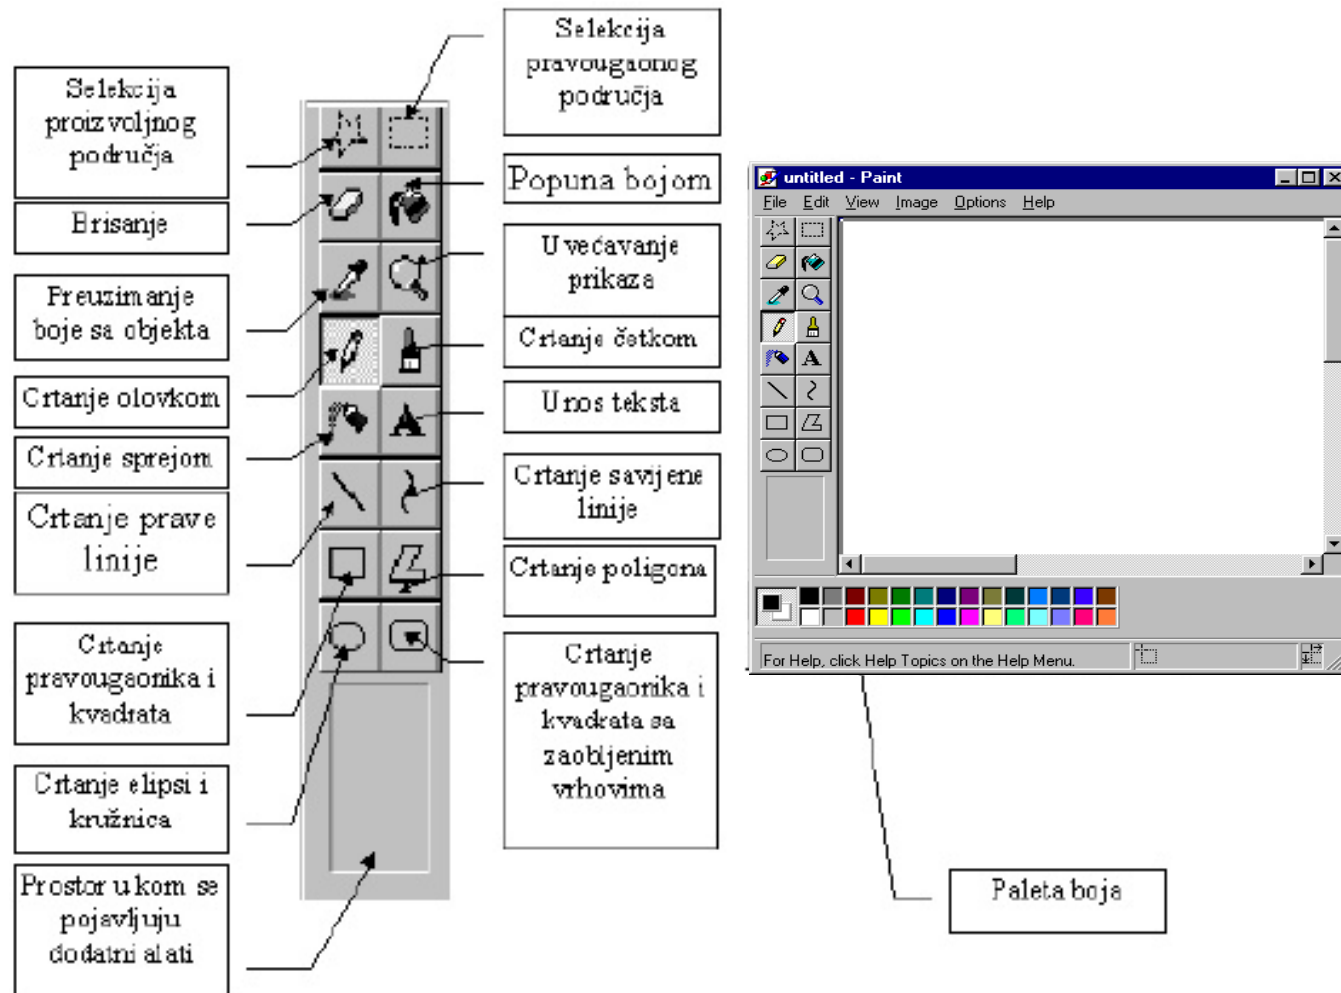 Selekcija
proizvoljnog
područja
Brisanje
Preuzimanje
boje sa objekta
Crtanje olovkom
Crtanje sprejom
Crtanje prave
linije
Crtanje
pravougaonika i
kvadrata
Crtanje elipsi i
kružnica
Prostor u kom se
pojavljuju
dodatni alati
Selekcija
pravougaonog
područja
Popuna bojom
Uvećavanje
prikaza
Crtanje četkom
Unos teksta
Crtanje savijene
linije
Crtanje poligona
Crtanje
pravougaonika i
kvadrata sa
zaobljenim
vrhovima
untitled - Paint
File Edit View Image Options Help
A
For Help, click Help Topics on the Help Menu.
Paleta boja